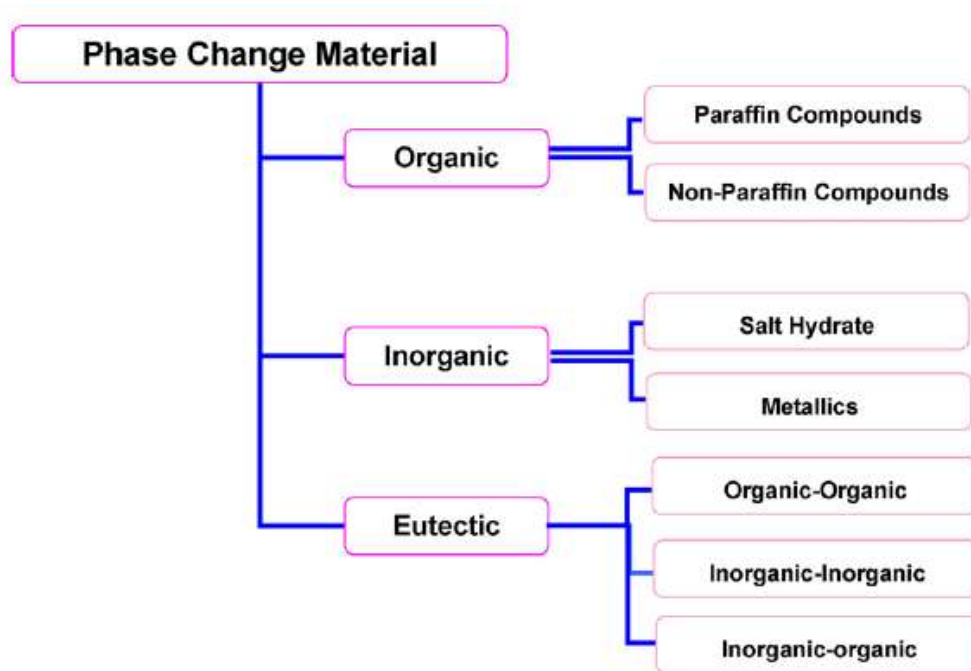 Phase Change Material
Organic
Paraffin Compounds
Non-Paraffin Compounds
Inorganic
Salt Hydrate
Metallics
Eutectic
Organic-Organic
Inorganic-Inorganic
Inorganic-organic